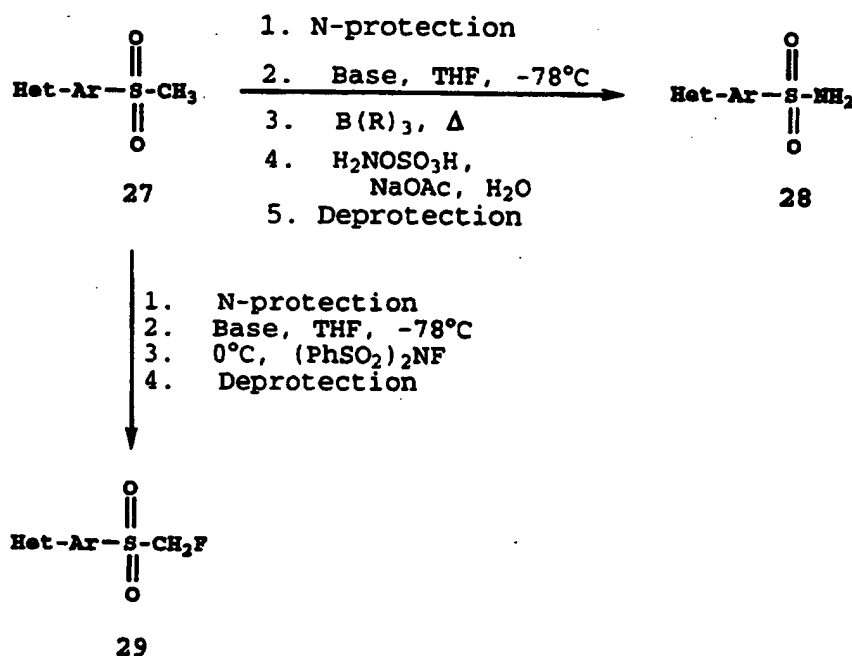 1. N-protection
2. Base, THF, -78°C
3. B(R)3, Δ
4. H2NOSO3H,
NaOAc, H2O
5. Deprotection
O
Het-Ar-S-CH3
O
27
O
Het-Ar-S-NH2
O
28
1. N-protection
2. Base, THF, -78°C
3. 0°C, (PhSO2)2NF
4. Deprotection
O
Het-Ar-S-CH2F
O
29